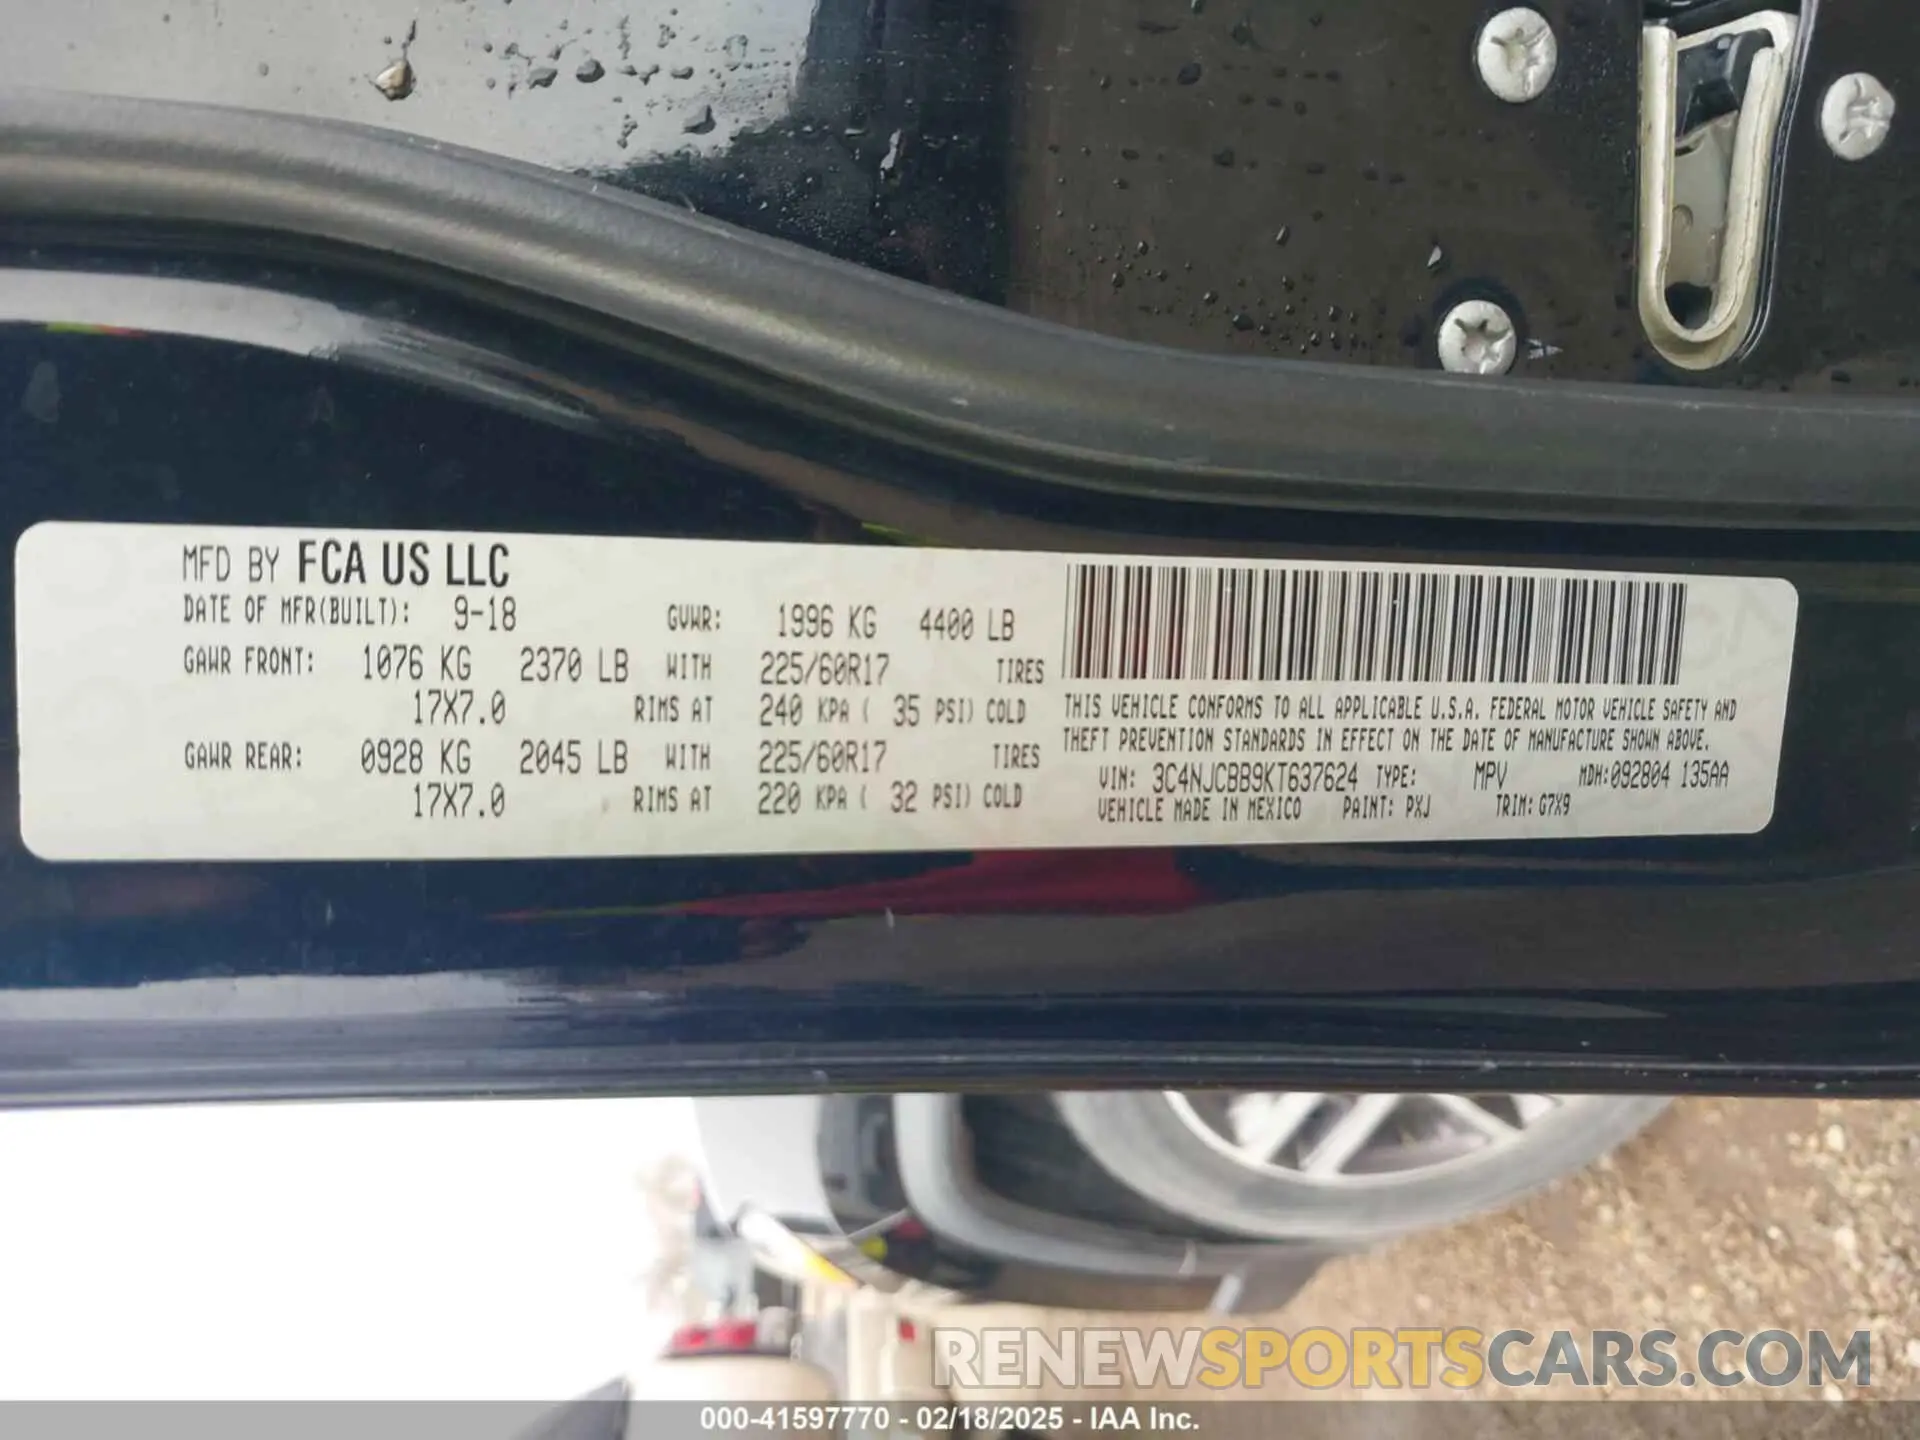 MFD BY FCA US LLC
DATE OF MFR(BUILT): 9-18 GVWR: 1996 KG 4400 LB
GAWR FRONT: 1076 KG 2370 LB WITH 225/60R17 TIRES
17X7.0 RIMS AT 240 KPA ( 35 PSI) COLD
GAWR REAR: 0928 KG 2045 LB WITH 225/60R17 TIRES
17X7.0 RIMS AT 220 KPA ( 32 PSI) COLD
THIS VEHICLE CONFORMS TO ALL APPLICABLE U.S.A. FEDERAL MOTOR VEHICLE SAFETY AND
THEFT PREVENTION STANDARDS IN EFFECT ON THE DATE OF MANUFACTURE SHOWN ABOVE.
VIN: 3C4NJCBB9KT637624 TYPE: MPV MDH:092804 135AA
VEHICLE MADE IN MEXICO PAINT: PXJ TRIM: G7X9
RENEWSPORTSCARS.COM
000-41597770 - 02/18/2025 - IAA Inc.